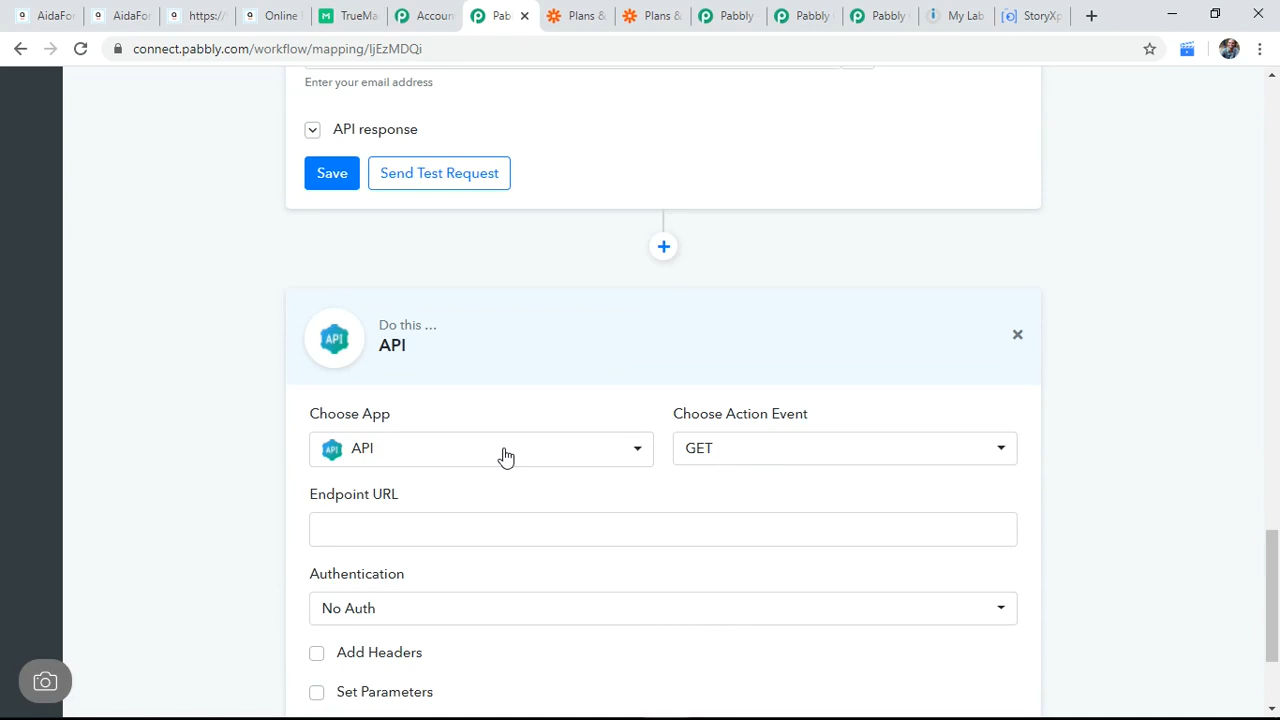 AidaFor
AidaFor
https://
Online
TrueMa
Accoun
Pab
Plans &
Plans &
Pabbly
Pabbly
Pabbly
My Lab
StoryXp
connect.pabbly.com/workflow/mapping/IjEzMDQi
Enter your email address
API response
Save
Send Test Request
Do this ...
API
API
Choose App
Choose Action Event
API
API
GET
Endpoint URL
Authentication
No Auth
Add Headers
Set Parameters